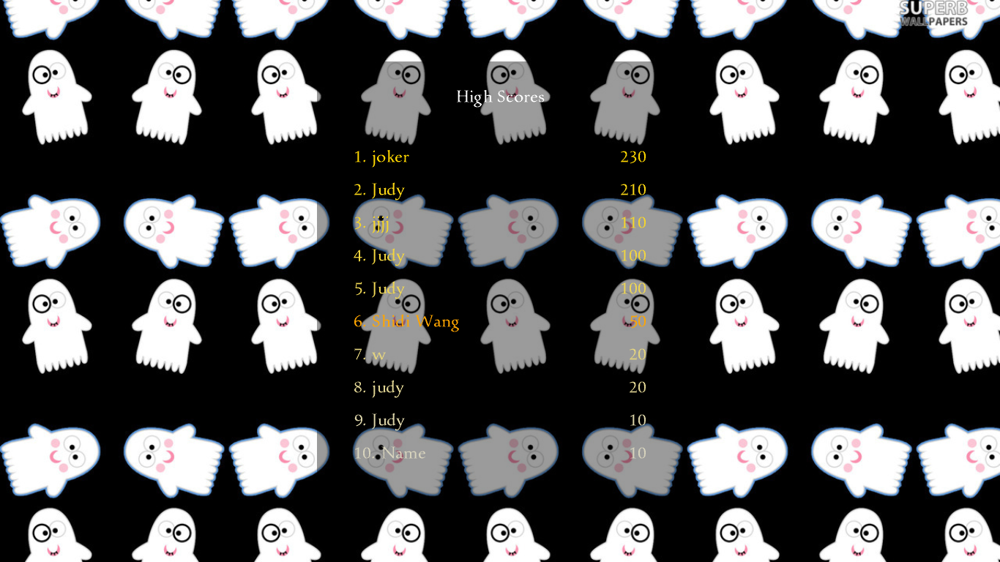 SUPERB
WALLPAPERS
High Scores
1. joker 230
2. Judy 210
3. jjjj 110
4. Judy 100
5. Judy 100
6. Shidi Wang 50
7. w 20
8. judy 20
9. Judy 10
10. Name 10